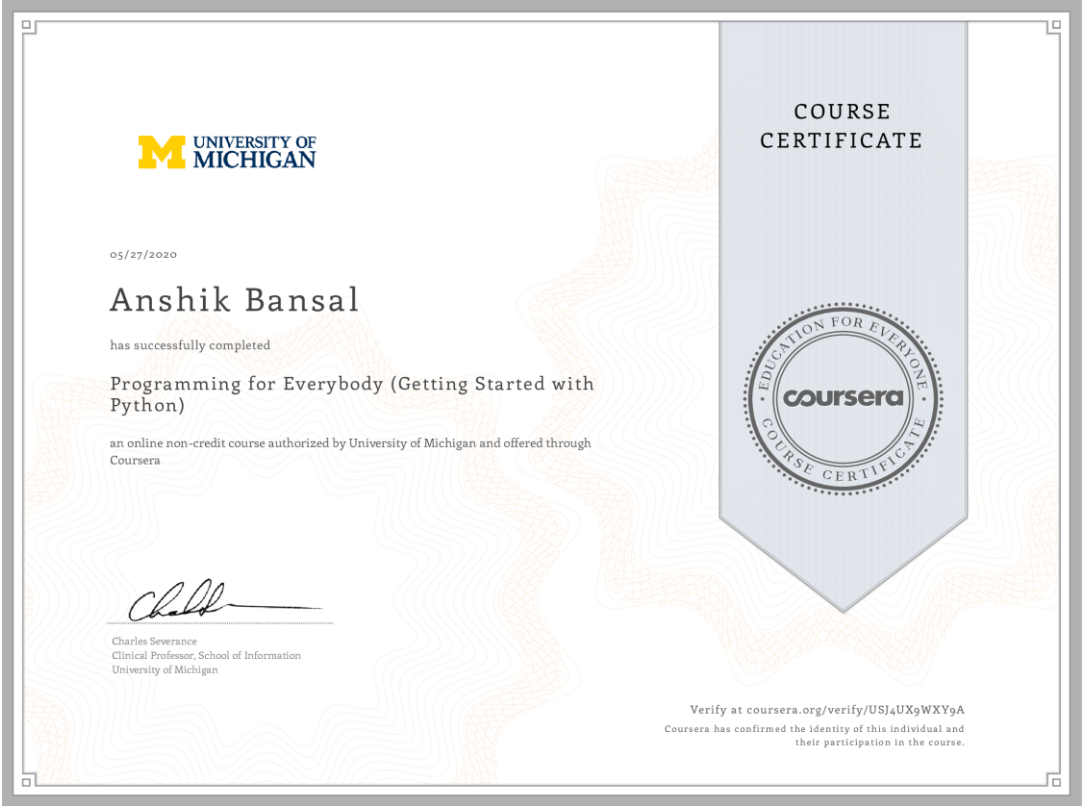 COURSE
CERTIFICATE
UNIVERSITY OF
MICHIGAN
05/27/2020
Anshik Bansal
has successfully completed
Programming for Everybody (Getting Started with
Python)
an online non-credit course authorized by University of Michigan and offered through
Coursera
EDUCATION FOR EVERYONE
coursera
COURSE CERTIFICATE
Charles Severance
Clinical Professor, School of Information
University of Michigan
Verify at coursera.org/verify/USJ4UX9WXY9A
Coursera has confirmed the identity of this individual and
their participation in the course.